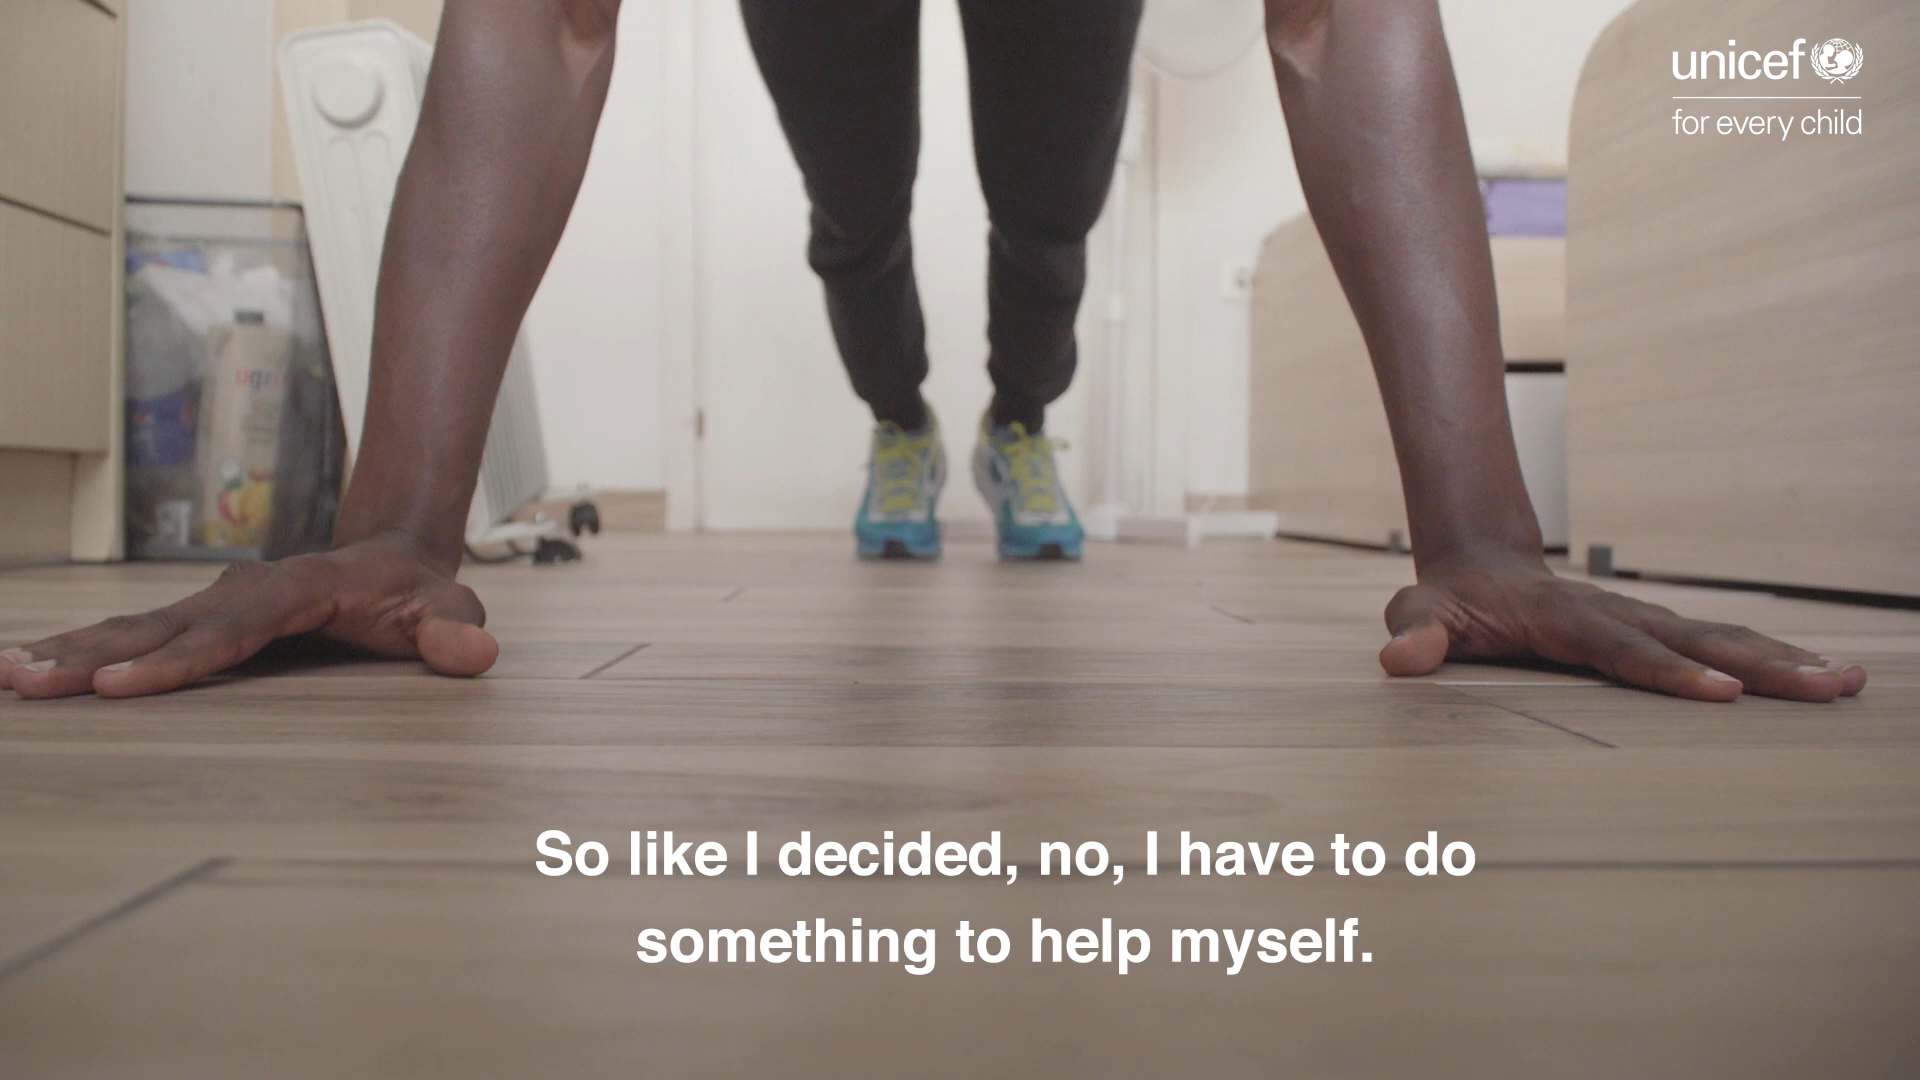 unicef
for every child
So like I decided, no, I have to do
something to help myself.